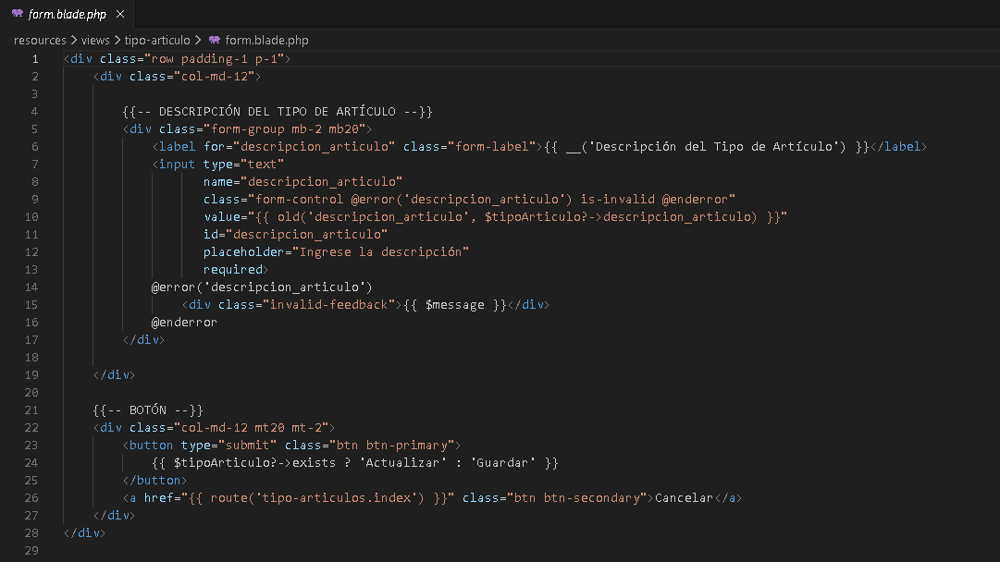 form.blade.php ×
resources > views > tipo-articulo > form.blade.php
1 <div class="row padding-1 p-1">
2     <div class="col-md-12">
3
4         {{-- DESCRIPCIÓN DEL TIPO DE ARTÍCULO --}}
5         <div class="form-group mb-2 mb20">
6             <label for="descripcion_articulo" class="form-label">{{ __('Descripción del Tipo de Artículo') }}</label>
7             <input type="text"
8                    name="descripcion_articulo"
9                    class="form-control @error('descripcion_articulo') is-invalid @enderror"
10                    value="{{ old('descripcion_articulo', $tipoArticulo?->descripcion_articulo) }}"
11                    id="descripcion_articulo"
12                    placeholder="Ingrese la descripción"
13                    required>
14             @error('descripcion_articulo')
15                 <div class="invalid-feedback">{{ $message }}</div>
16             @enderror
17         </div>
18
19     </div>
20
21     {{-- BOTÓN --}}
22     <div class="col-md-12 mt20 mt-2">
23         <button type="submit" class="btn btn-primary">
24             {{ $tipoArticulo?->exists ? 'Actualizar' : 'Guardar' }}
25         </button>
26         <a href="{{ route('tipo-articulos.index') }}" class="btn btn-secondary">Cancelar</a>
27     </div>
28 </div>
29